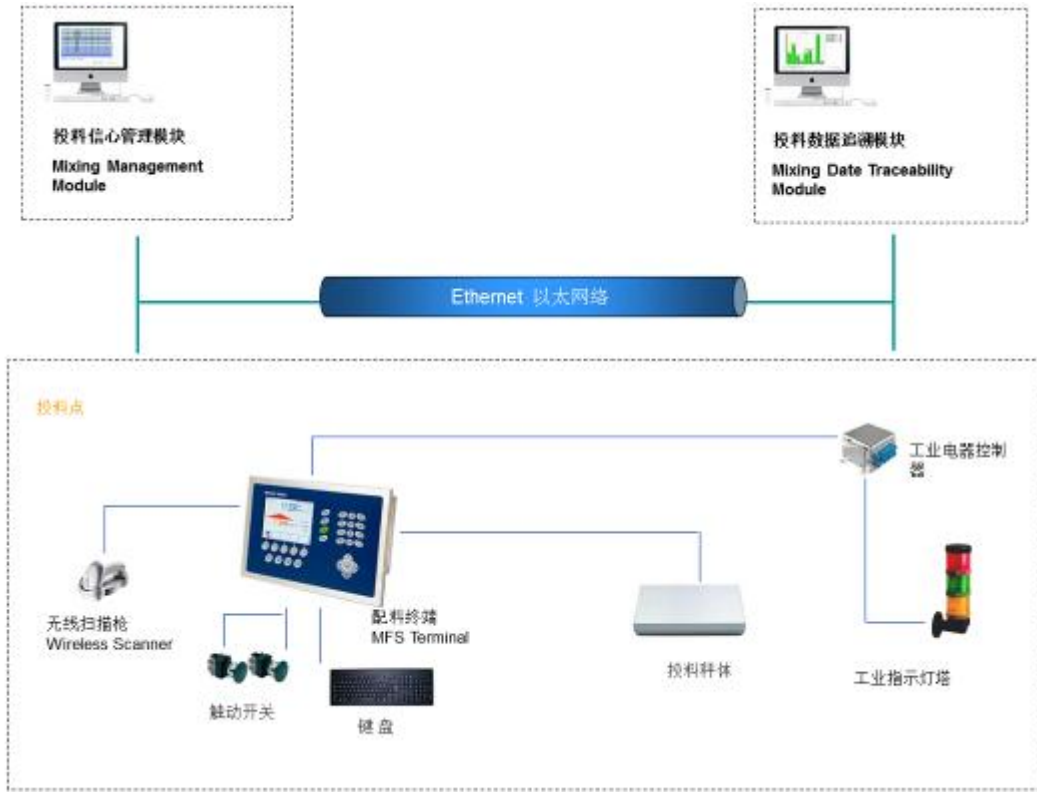 投料信心管理模块
Mixing Management
Module
投料数据追溯模块
Mixing Date Traceability
Module
Ethernet 以太网络
投料点
工业电器控制
器
无线扫描枪
Wireless Scanner
配料终端
MFS Terminal
触动开关
键盘
投料秤体
工业指示灯塔